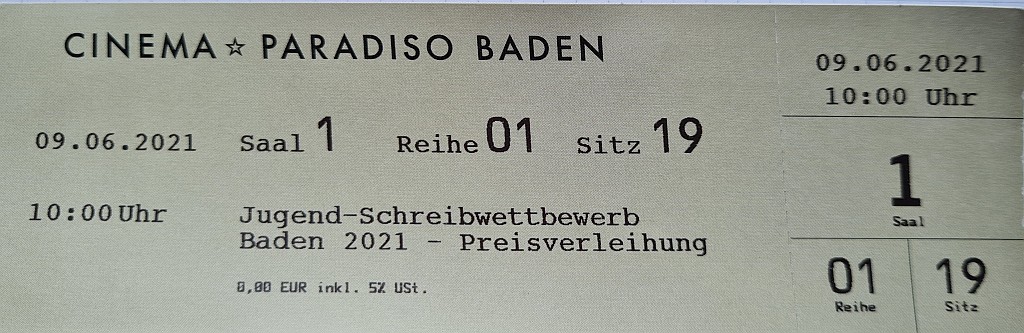 CINEMA ☆ PARADISO BADEN
09.06.2021 Saal 1 Reihe 01 Sitz 19
10:00 Uhr Jugend-Schreibwettbewerb
Baden 2021 - Preisverleihung
0,00 EUR inkl. 5% USt.
09.06.2021
10:00 Uhr
1
Saal
01 19
Reihe Sitz